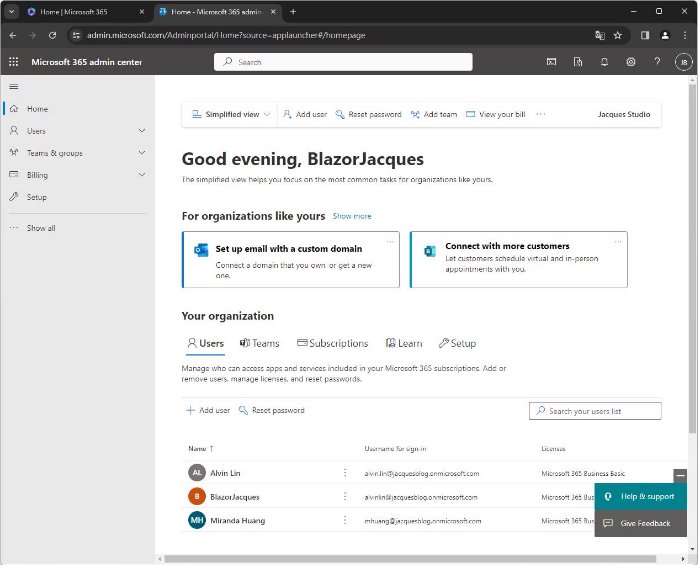 Home | Microsoft 365
Home - Microsoft 365 admin
admin.microsoft.com/Adminportal/Home?source=applauncher#/homepage
Microsoft 365 admin center
Search
JB
Home
Users
Teams & groups
Billing
Setup
Show all
Simplified view
Add user
Reset password
Add team
View your bill
Jacques Studio
Good evening, BlazorJacques
The simplified view helps you focus on the most common tasks for organizations like yours.
For organizations like yours Show more
Set up email with a custom domain
Connect a domain that you own, or get a new
one.
Connect with more customers
Let customers schedule virtual and in-person
appointments with you.
Your organization
Users
Teams
Subscriptions
Learn
Setup
Manage who can access apps and services included in your Microsoft 365 subscriptions. Add or
remove users, manage licenses, and reset passwords.
Add user
Reset password
Search your users list
Name ↑
Username for sign-in
Licenses
AL Alvin Lin alvin.lin@jacquesblog.onmicrosoft.com Microsoft 365 Business Basic
B BlazorJacques alvinlin@jacquesblog.onmicrosoft.com Microsoft 365 Bus
MH Miranda Huang mhuang@jacquesblog.onmicrosoft.com Microsoft 365 Bus
Help & support
Give Feedback